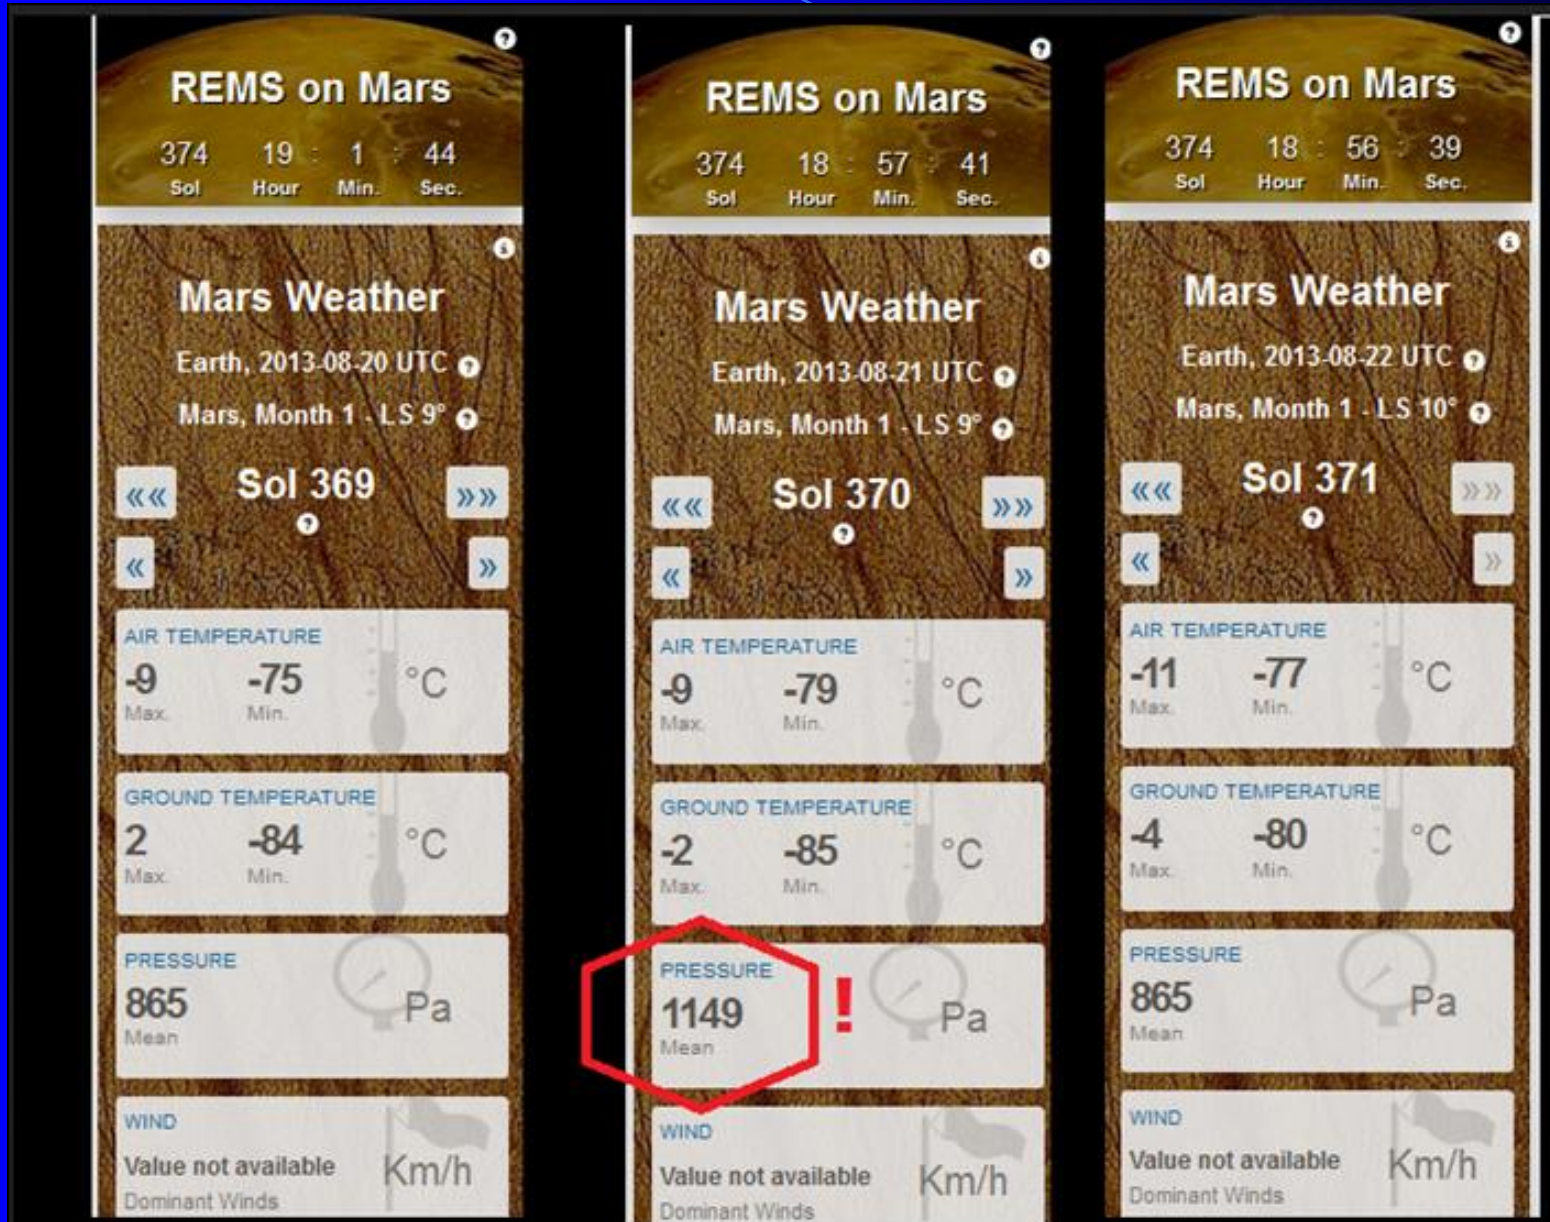 REMS on Mars
374 19 : 1 : 44
Sol Hour Min. Sec.
Mars Weather
Earth, 2013-08-20 UTC
Mars, Month 1 - LS 9°
Sol 369
«« »»
« »
AIR TEMPERATURE
-9 -75 °C
Max. Min.
GROUND TEMPERATURE
2 -84 °C
Max. Min.
PRESSURE
865 Pa
Mean
WIND
Value not available Km/h
Dominant Winds
REMS on Mars
374 18 : 57 : 41
Sol Hour Min. Sec.
Mars Weather
Earth, 2013-08-21 UTC
Mars, Month 1 - LS 9°
Sol 370
«« »»
« »
AIR TEMPERATURE
-9 -79 °C
Max. Min.
GROUND TEMPERATURE
-2 -85 °C
Max. Min.
PRESSURE
1149 ! Pa
Mean
WIND
Value not available Km/h
Dominant Winds
REMS on Mars
374 18 : 56 : 39
Sol Hour Min. Sec.
Mars Weather
Earth, 2013-08-22 UTC
Mars, Month 1 - LS 10°
Sol 371
«« »»
« »
AIR TEMPERATURE
-11 -77 °C
Max. Min.
GROUND TEMPERATURE
-4 -80 °C
Max. Min.
PRESSURE
865 Pa
Mean
WIND
Value not available Km/h
Dominant Winds